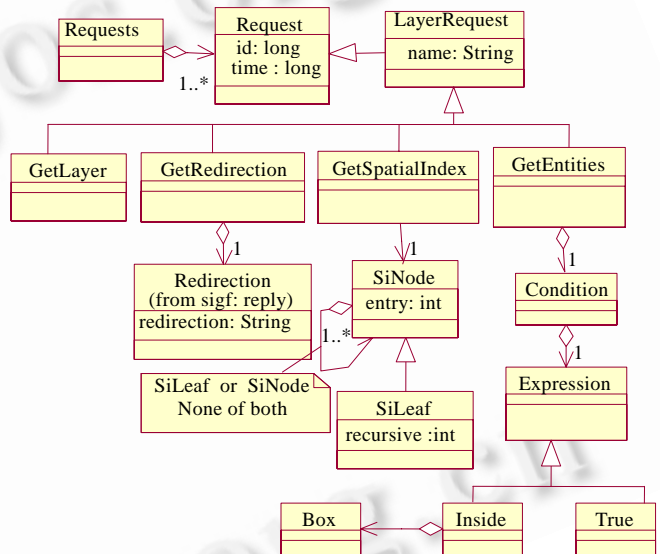 Requests
Request
id: long
time : long
LayerRequest
name: String
1..*
GetLayer
GetRedirection
GetSpatialIndex
GetEntities
1
1
1
Redirection
(from sigf: reply)
redirection: String
SiNode
entry: int
Condition
1..*
1
SiLeaf or SiNode
None of both
SiLeaf
recursive :int
Expression
Box
Inside
True